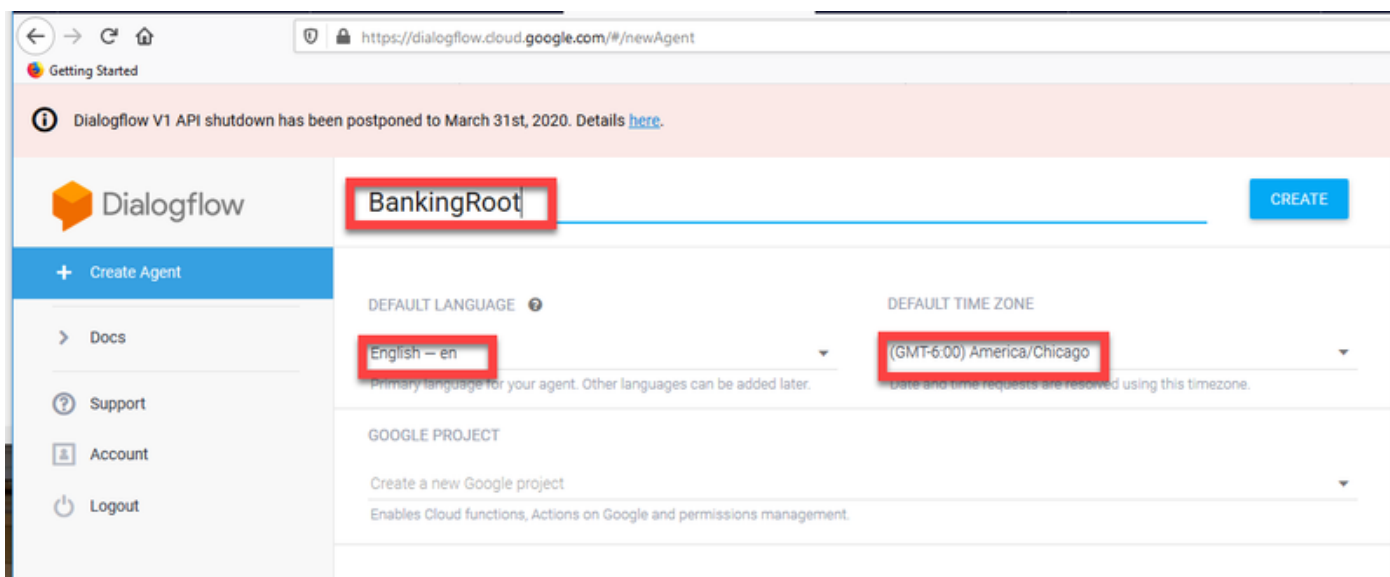 https://dialogflow.cloud.google.com/#/newAgent
Getting Started
Dialogflow V1 API shutdown has been postponed to March 31st, 2020. Details here.
Dialogflow
BankingRoot
CREATE
+ Create Agent
DEFAULT LANGUAGE
DEFAULT TIME ZONE
Docs
English – en
(GMT-6:00) America/Chicago
Primary language for your agent. Other languages can be added later.
Date and time requests are resolved using this timezone.
Support
GOOGLE PROJECT
Account
Create a new Google project
Logout
Enables Cloud functions, Actions on Google and permissions management.